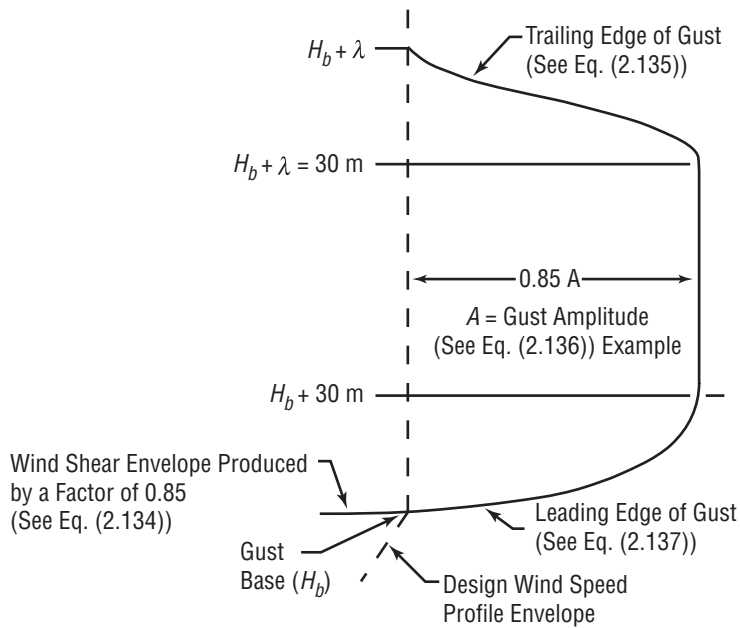 H_b + λ
Trailing Edge of Gust
(See Eq. (2.135))
H_b + λ = 30 m
0.85 A
A = Gust Amplitude
(See Eq. (2.136)) Example
H_b + 30 m
Wind Shear Envelope Produced
by a Factor of 0.85
(See Eq. (2.134))
Leading Edge of Gust
(See Eq. (2.137))
Gust
Base (H_b)
Design Wind Speed
Profile Envelope